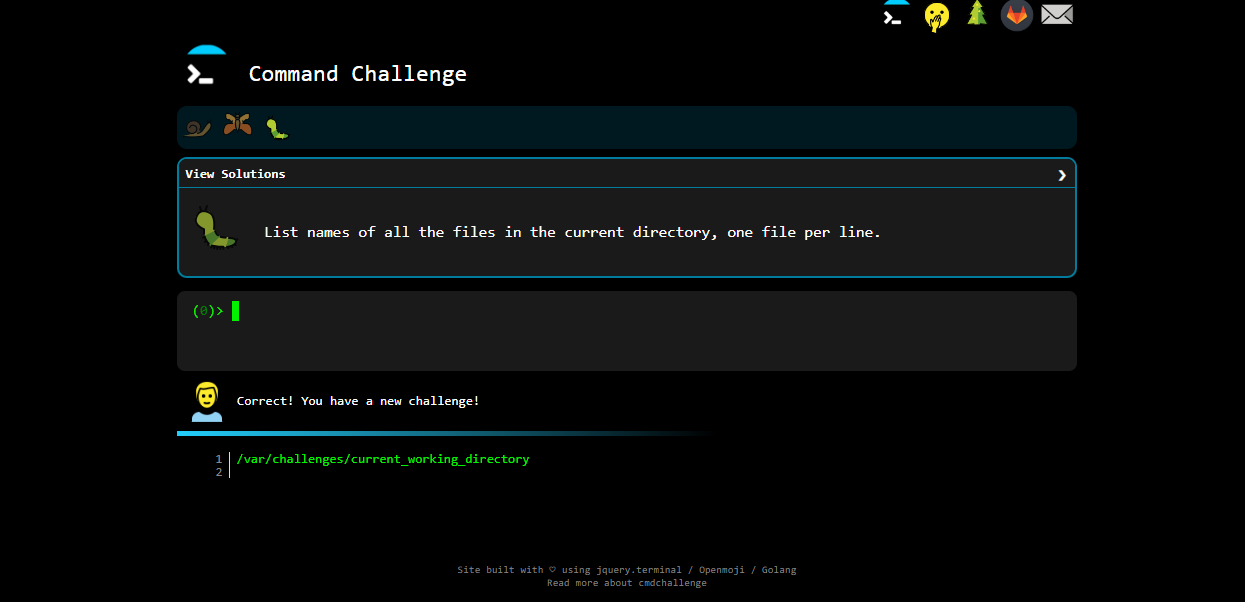 Command Challenge
View Solutions
List names of all the files in the current directory, one file per line.
(0)>
Correct! You have a new challenge!
1 /var/challenges/current_working_directory
2
Site built with ♡ using jquery.terminal / Openmoji / Golang
Read more about cmdchallenge